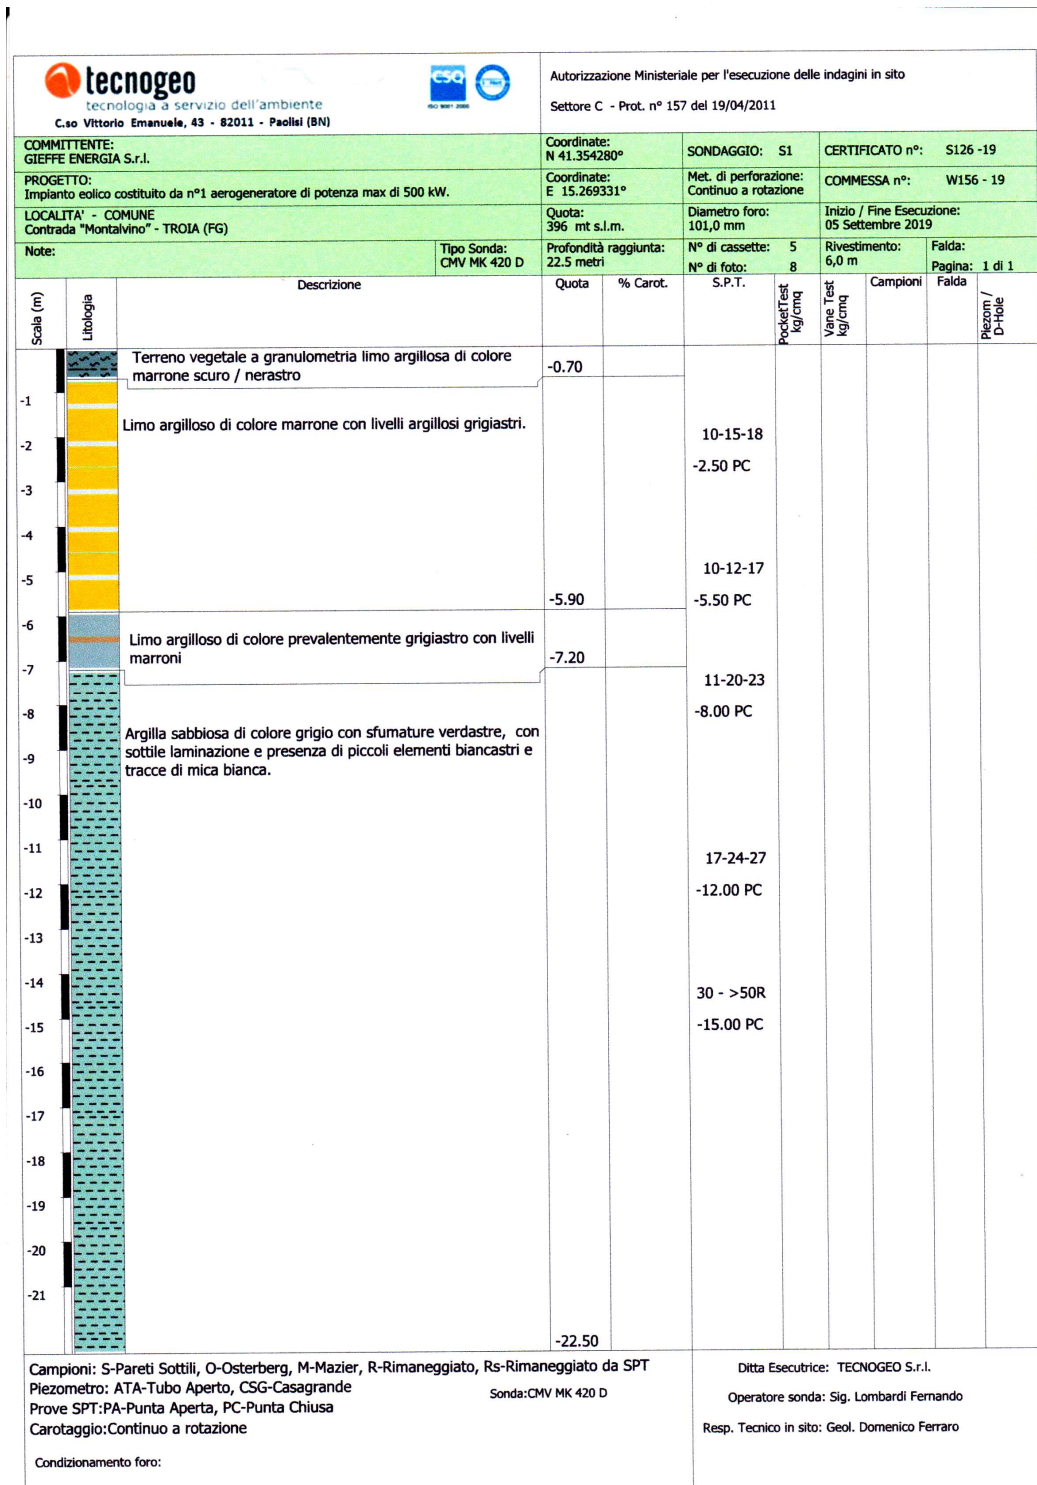 tecnogeo
tecnologia a servizio dell'ambiente
C.so Vittorio Emanuele, 43 - 82011 - Paolisi (BN)
CSQ
ISO 9001:2008
Autorizzazione Ministeriale per l'esecuzione delle indagini in sito
Settore C - Prot. n° 157 del 19/04/2011
COMMITTENTE:
GIEFFE ENERGIA S.r.l.
Coordinate:
N 41.354280°
SONDAGGIO: S1
CERTIFICATO n°: S126 -19
PROGETTO:
Impianto eolico costituito da n°1 aerogeneratore di potenza max di 500 kW.
Coordinate:
E 15.269331°
Met. di perforazione:
Continuo a rotazione
COMMESSA n°: W156 - 19
LOCALITA' - COMUNE
Contrada "Montalvino" - TROIA (FG)
Quota:
396 mt s.l.m.
Diametro foro:
101,0 mm
Inizio / Fine Esecuzione:
05 Settembre 2019
Note:
Tipo Sonda:
CMV MK 420 D
Profondità raggiunta:
22.5 metri
N° di cassette: 5
N° di foto: 8
Rivestimento:
6,0 m
Falda:
Pagina: 1 di 1
Scala (m)
Litologia
Descrizione
Quota
% Carot.
S.P.T.
PocketTest
kg/cmq
Vane Test
kg/cmq
Campioni
Falda
Piezom /
D-Hole
Terreno vegetale a granulometria limo argillosa di colore
marrone scuro / nerastro
-0.70
-1
Limo argilloso di colore marrone con livelli argillosi grigiastri.
10-15-18
-2
-2.50 PC
-3
-4
10-12-17
-5
-5.90
-5.50 PC
-6
Limo argilloso di colore prevalentemente grigiastro con livelli
marroni
-7.20
-7
11-20-23
-8
-8.00 PC
Argilla sabbiosa di colore grigio con sfumature verdastre, con
sottile laminazione e presenza di piccoli elementi biancastri e
tracce di mica bianca.
-9
-10
-11
17-24-27
-12
-12.00 PC
-13
-14
30 - >50R
-15
-15.00 PC
-16
-17
-18
-19
-20
-21
-22.50
Campioni: S-Pareti Sottili, O-Osterberg, M-Mazier, R-Rimaneggiato, Rs-Rimaneggiato da SPT
Piezometro: ATA-Tubo Aperto, CSG-Casagrande
Sonda:CMV MK 420 D
Prove SPT:PA-Punta Aperta, PC-Punta Chiusa
Carotaggio:Continuo a rotazione
Condizionamento foro:
Ditta Esecutrice: TECNOGEO S.r.l.
Operatore sonda: Sig. Lombardi Fernando
Resp. Tecnico in sito: Geol. Domenico Ferraro